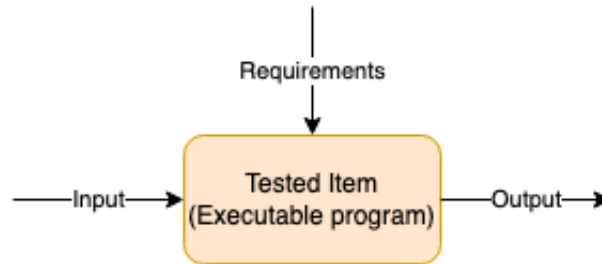 Requirements
Input
Tested Item
(Executable program)
Output